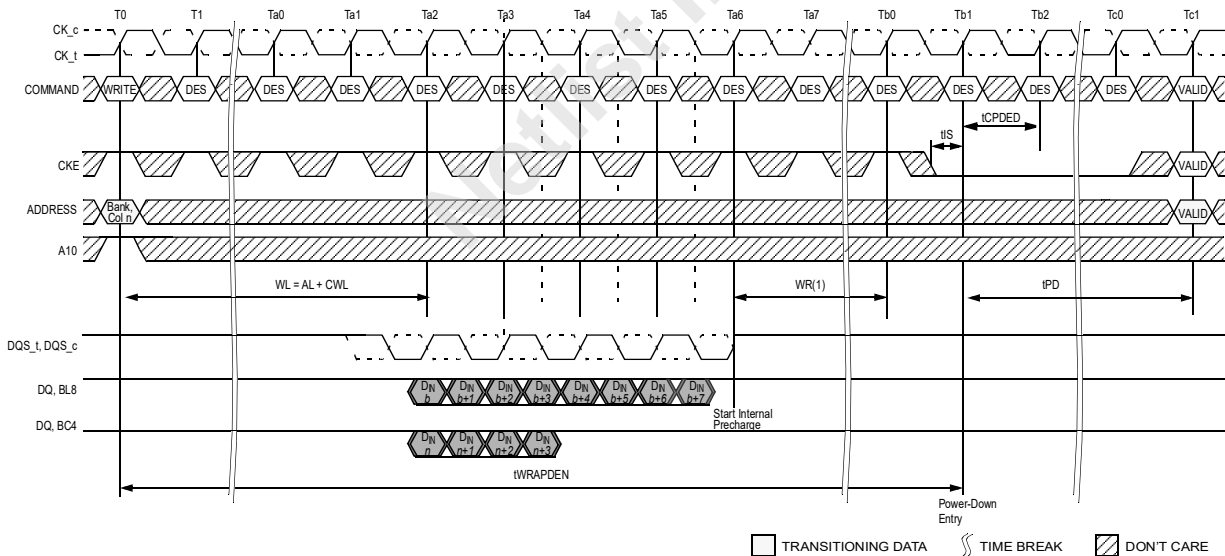 T0 T1 Ta0 Ta1 Ta2 Ta3 Ta4 Ta5 Ta6 Ta7 Tb0 Tb1 Tb2 Tc0 Tc1
CK_c
CK_t
COMMAND WRITE DES DES DES DES DES DES DES DES DES DES DES DES DES VALID
tCPDED
tIS
CKE VALID
ADDRESS Bank, Col n VALID
A10
WL = AL + CWL WR(1) tPD
DQS_t, DQS_c
DQ, BL8 DIN b DIN b+1 DIN b+2 DIN b+3 DIN b+4 DIN b+5 DIN b+6 DIN b+7
Start Internal
Precharge
DQ, BC4 DIN n DIN n+1 DIN n+2 DIN n+3
tWRAPDEN
Power-Down
Entry
TRANSITIONING DATA TIME BREAK DON'T CARE
Netlist